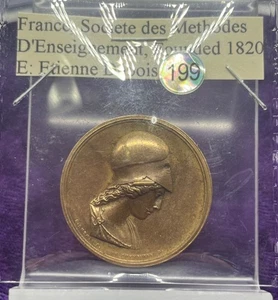 France, Societe des Methodes
D'Enseignement, Founded 1820
E: Etienne Dubois
199